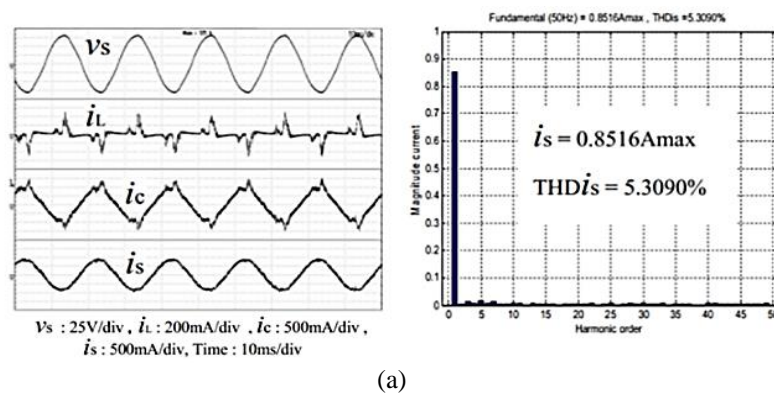 Fundamental (50Hz) = 0.8516Amax , THDis =5.3090%
vs
iL
ic
is
vs : 25V/div , iL : 200mA/div , ic : 500mA/div ,
is : 500mA/div, Time : 10ms/div
Magnitude current
1
0.9
0.8
0.7
0.6
0.5
0.4
0.3
0.2
0.1
0
is = 0.8516Amax
THDis = 5.3090%
0 5 10 15 20 25 30 35 40 45 50
Harmonic order
(a)